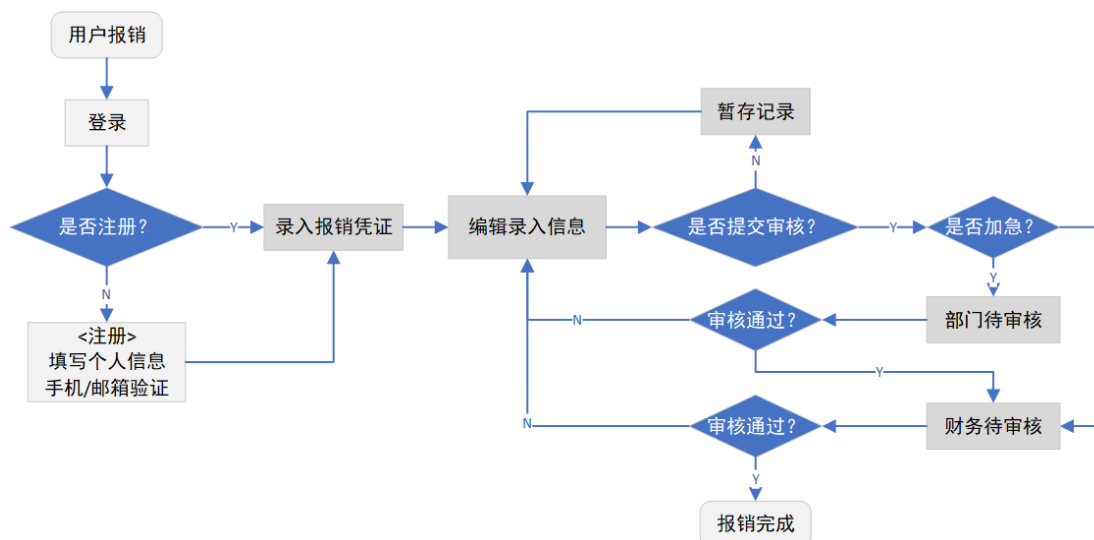 用户报销
登录
是否注册?
Y
N
<注册>
填写个人信息
手机/邮箱验证
录入报销凭证
编辑录入信息
暂存记录
N
是否提交审核?
Y
是否加急?
Y
部门待审核
审核通过?
N
Y
财务待审核
审核通过?
N
Y
报销完成